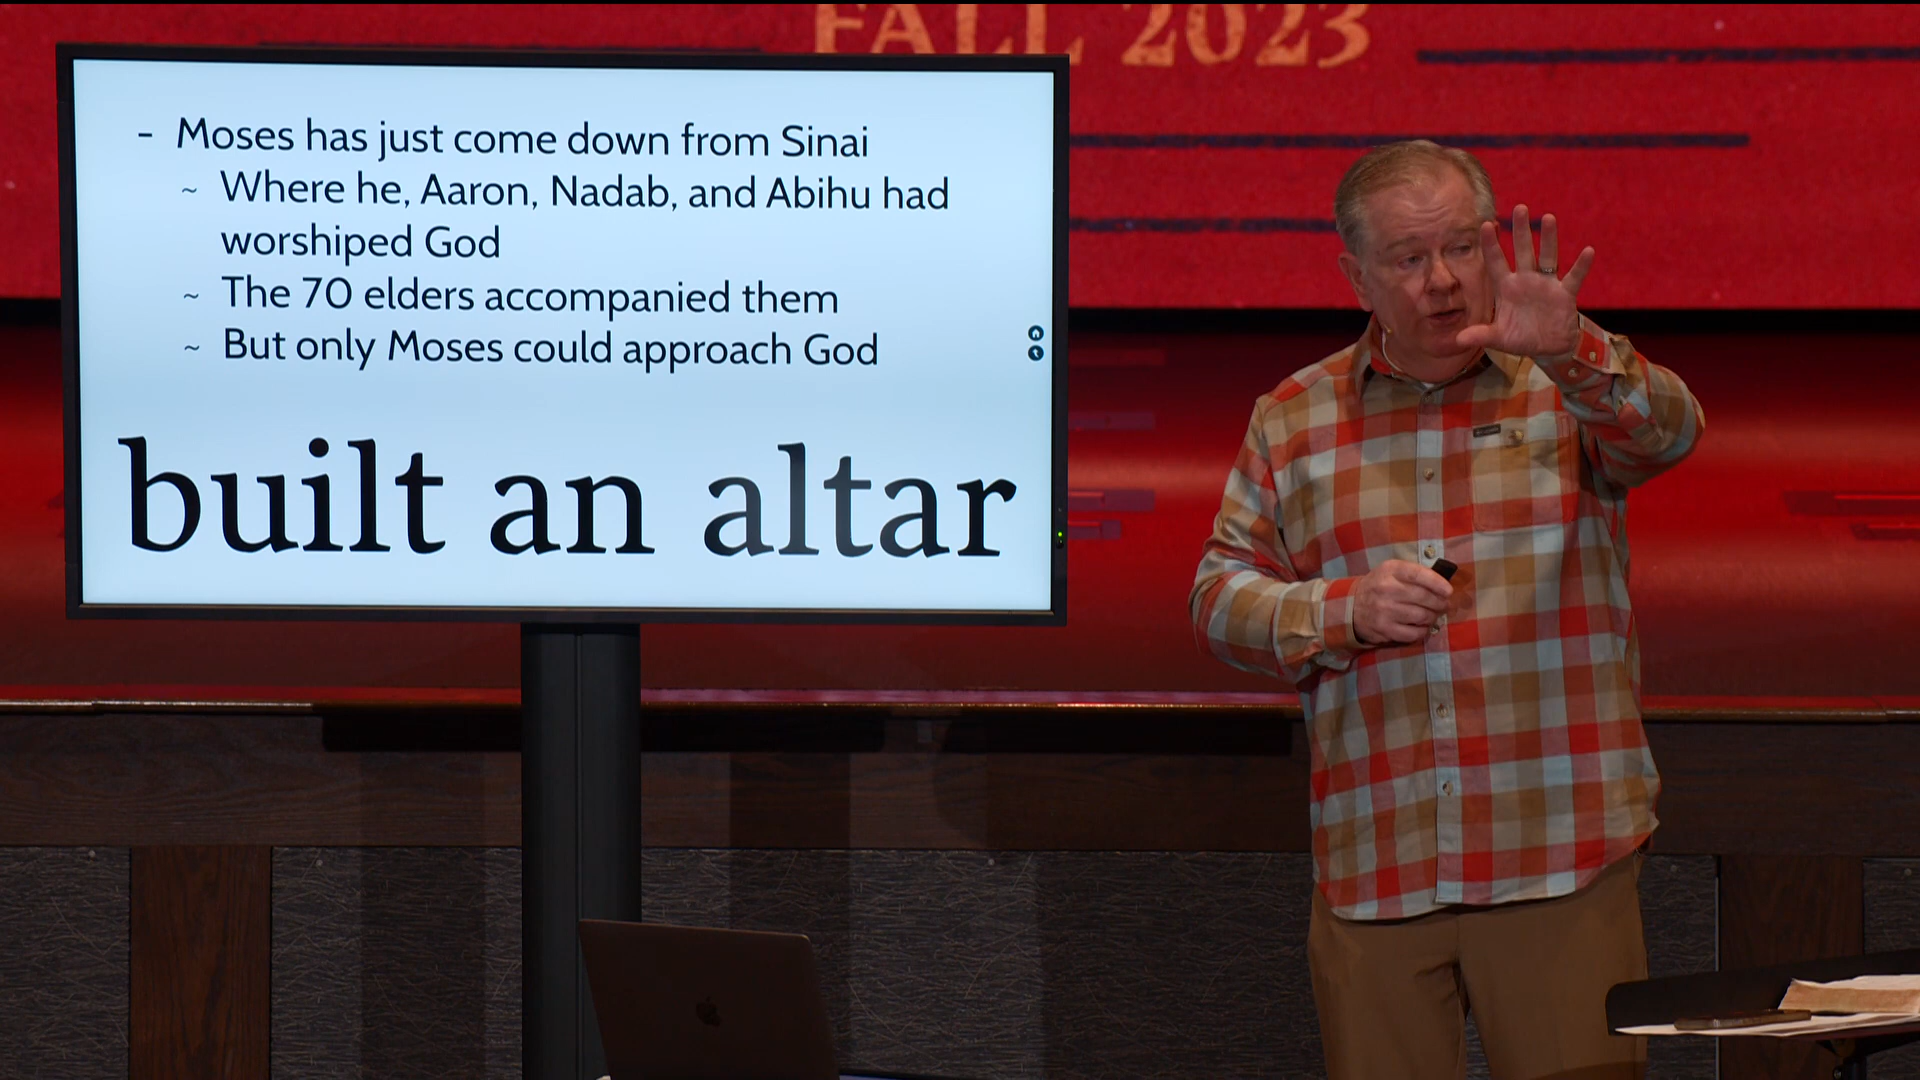 FALL 2023
- Moses has just come down from Sinai
~ Where he, Aaron, Nadab, and Abihu had
worshiped God
~ The 70 elders accompanied them
~ But only Moses could approach God
built an altar